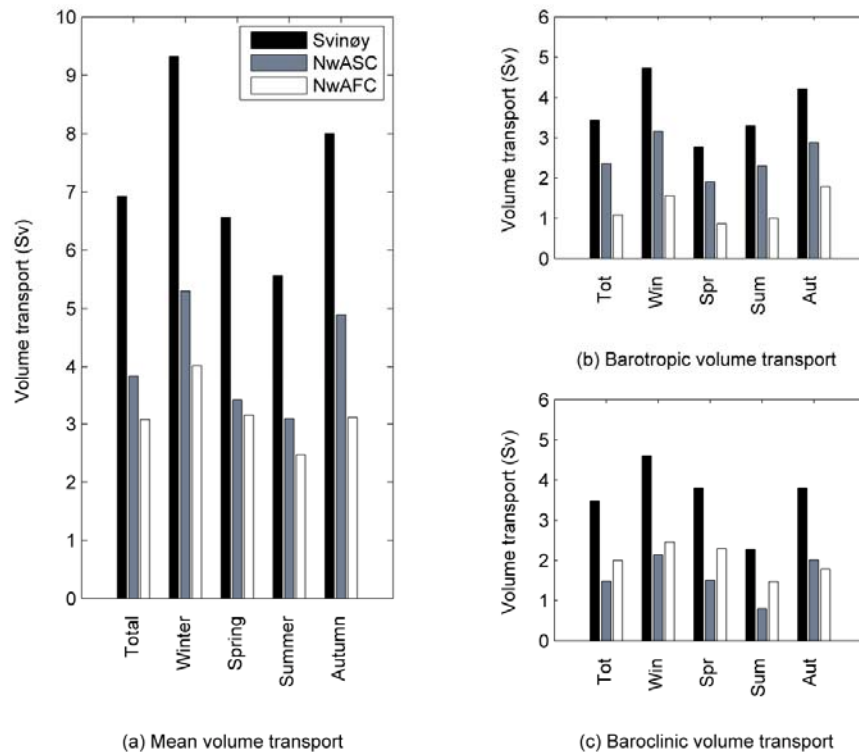 10
9
8
7
6
5
4
3
2
1
0
Volume transport (Sv)
Svinøy
NwASC
NwAFC
Total
Winter
Spring
Summer
Autumn
(a) Mean volume transport
6
5
4
3
2
1
0
Volume transport (Sv)
Tot
Win
Spr
Sum
Aut
(b) Barotropic volume transport
6
5
4
3
2
1
0
Volume transport (Sv)
Tot
Win
Spr
Sum
Aut
(c) Baroclinic volume transport